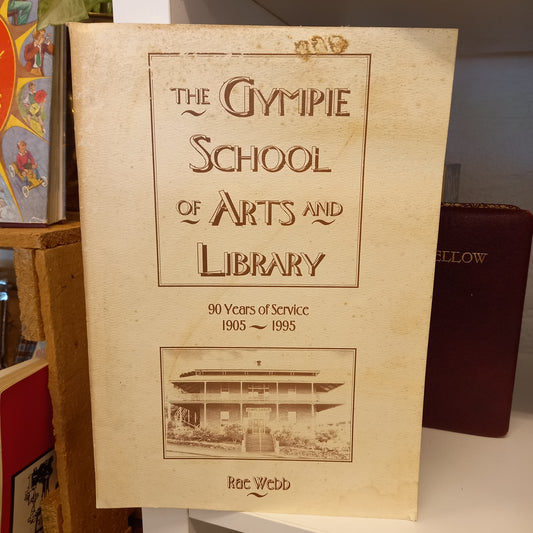 THE GYMPIE
SCHOOL
OF ARTS AND
LIBRARY
90 Years of Service
1905 ~ 1995
Rae Webb
ELLOW